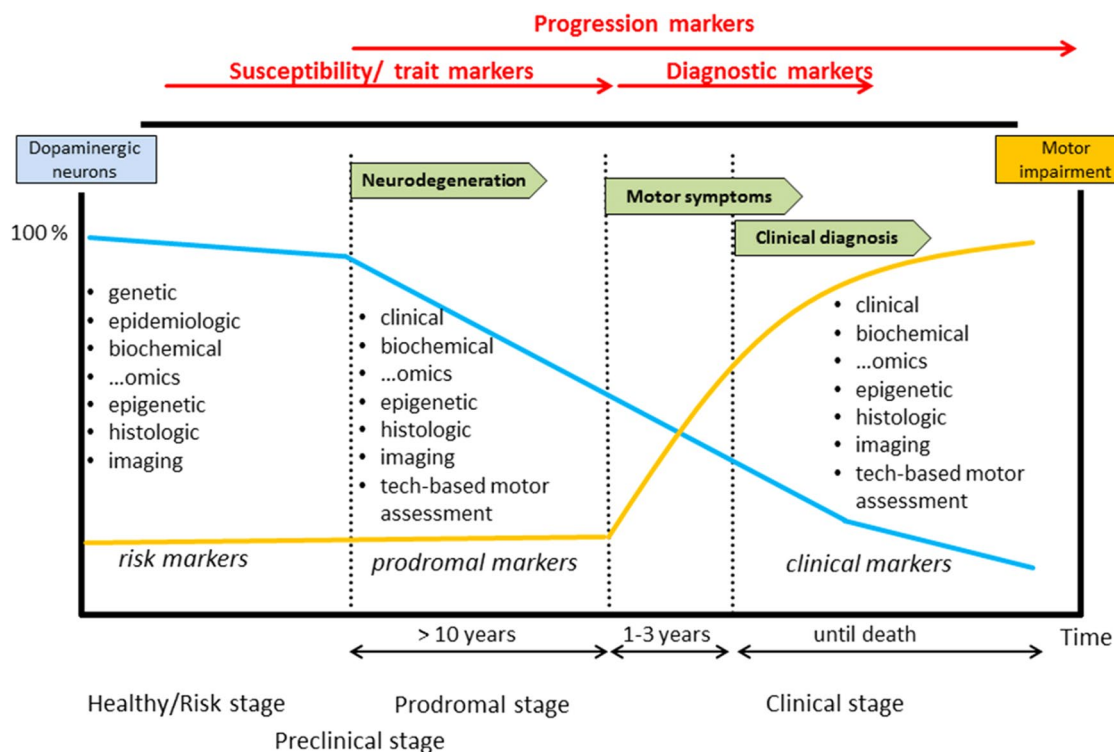 Progression markers
Susceptibility/ trait markers
Diagnostic markers
Dopaminergic
neurons
Motor
impairment
Neurodegeneration
Motor symptoms
Clinical diagnosis
100 %
• genetic
• epidemiologic
• biochemical
• ...omics
• epigenetic
• histologic
• imaging
• clinical
• biochemical
• ...omics
• epigenetic
• histologic
• imaging
• tech-based motor
assessment
• clinical
• biochemical
• ...omics
• epigenetic
• histologic
• imaging
• tech-based motor
assessment
risk markers
prodromal markers
clinical markers
> 10 years
1-3 years
until death
Time
Healthy/Risk stage
Prodromal stage
Clinical stage
Preclinical stage